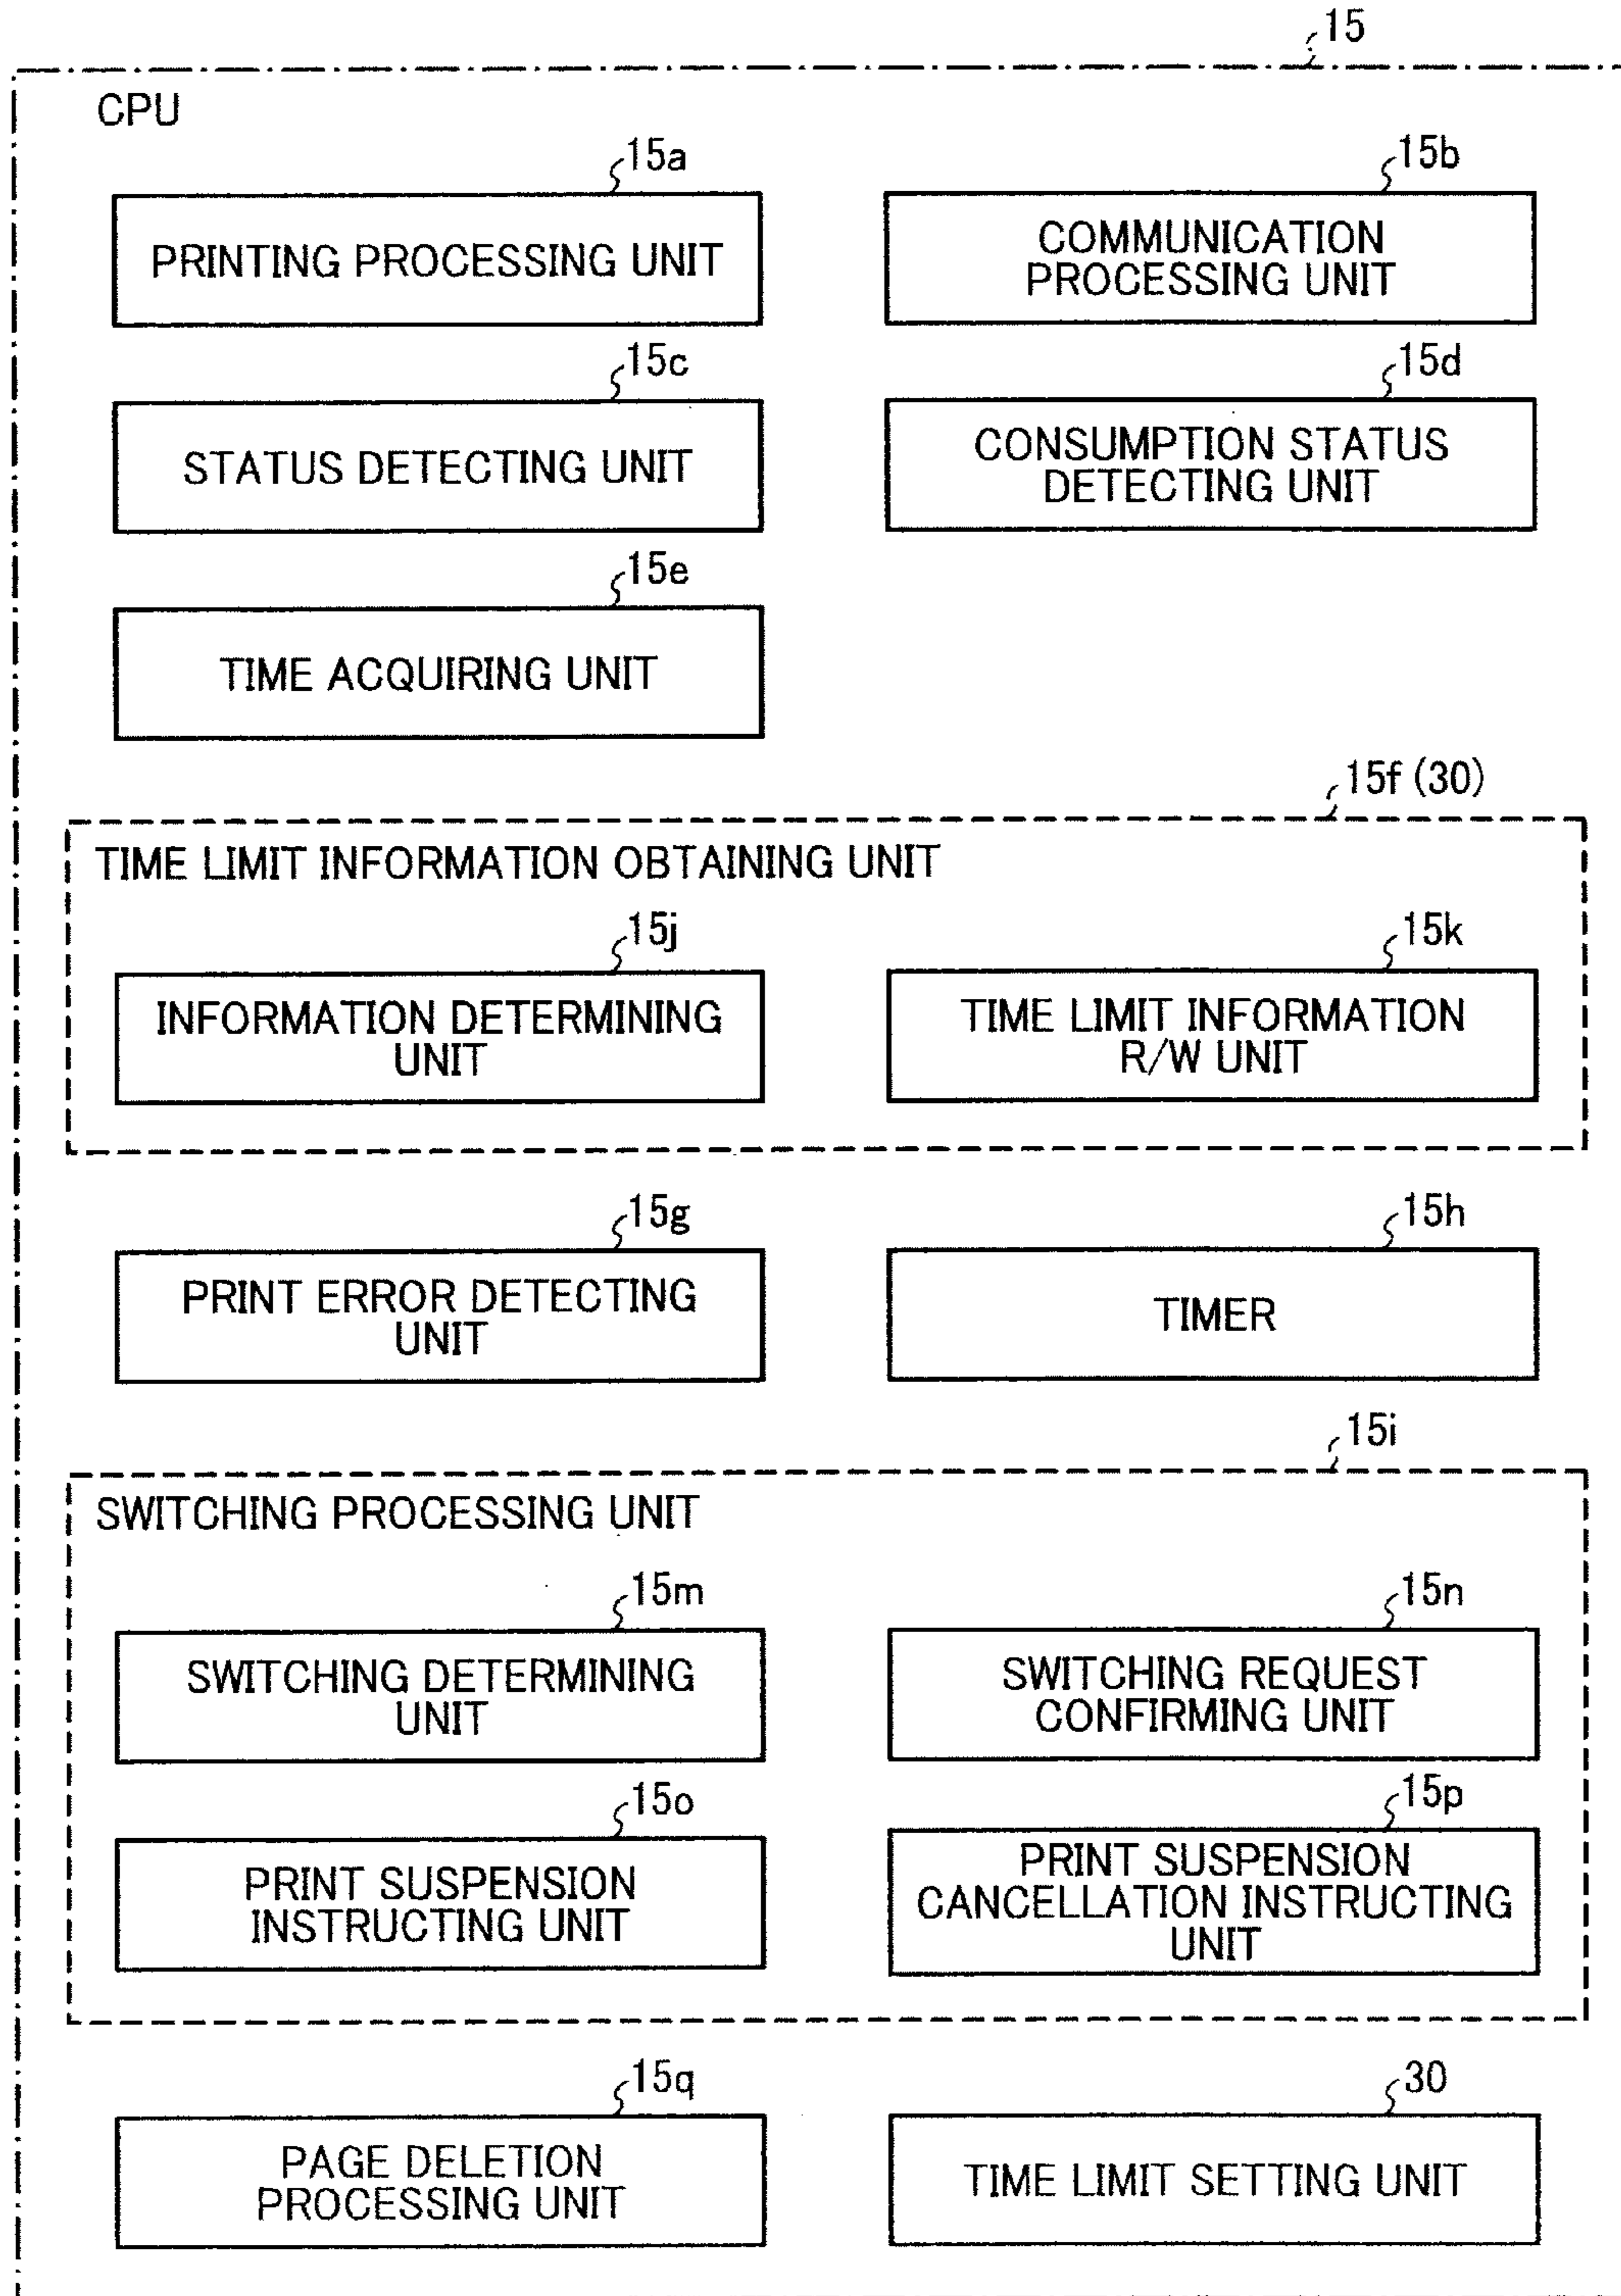 15
CPU
15a
PRINTING PROCESSING UNIT
15b
COMMUNICATION
PROCESSING UNIT
15c
STATUS DETECTING UNIT
15d
CONSUMPTION STATUS
DETECTING UNIT
15e
TIME ACQUIRING UNIT
15f (30)
TIME LIMIT INFORMATION OBTAINING UNIT
15j
INFORMATION DETERMINING
UNIT
15k
TIME LIMIT INFORMATION
R/W UNIT
15g
PRINT ERROR DETECTING
UNIT
15h
TIMER
15i
SWITCHING PROCESSING UNIT
15m
SWITCHING DETERMINING
UNIT
15n
SWITCHING REQUEST
CONFIRMING UNIT
15o
PRINT SUSPENSION
INSTRUCTING UNIT
15p
PRINT SUSPENSION
CANCELLATION INSTRUCTING
UNIT
15q
PAGE DELETION
PROCESSING UNIT
30
TIME LIMIT SETTING UNIT